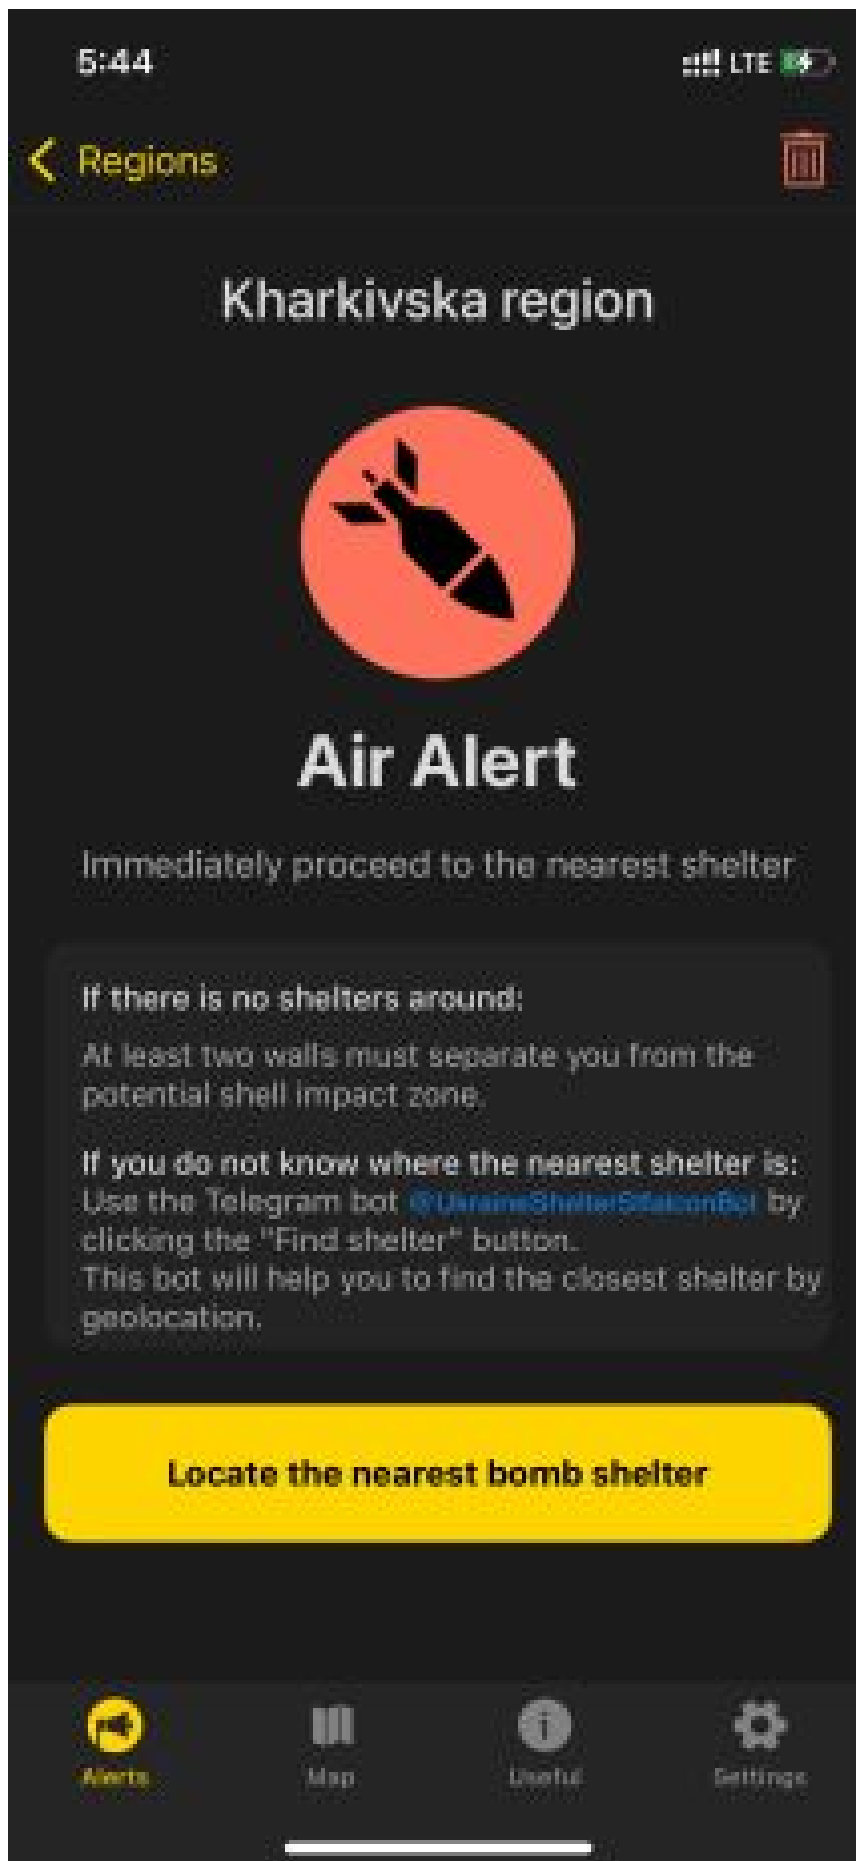 5:44
LTE
Regions
Kharkivska region
Air Alert
Immediately proceed to the nearest shelter
If there is no shelters around:
At least two walls must separate you from the
potential shell impact zone.
If you do not know where the nearest shelter is:
Use the Telegram bot @UkraineShelterStfalconBot by
clicking the "Find shelter" button.
This bot will help you to find the closest shelter by
geolocation.
Locate the nearest bomb shelter
Alerts
Map
Useful
Settings